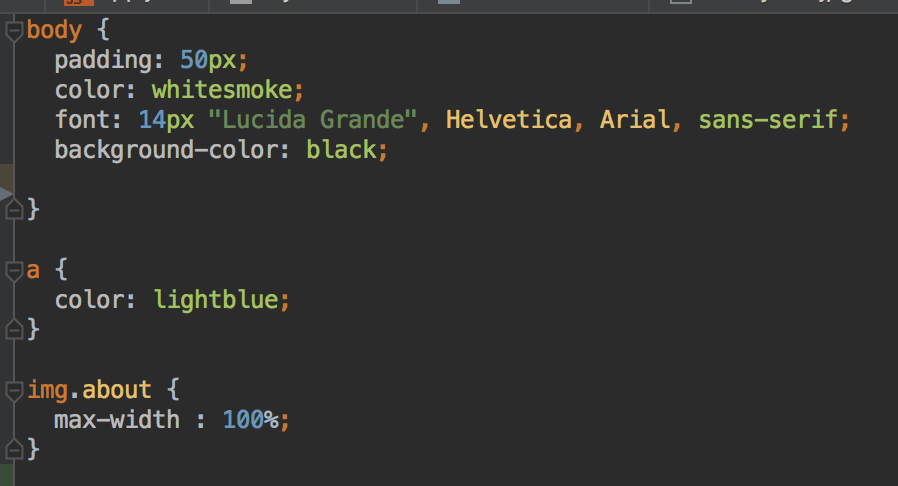 body {
  padding: 50px;
  color: whitesmoke;
  font: 14px "Lucida Grande", Helvetica, Arial, sans-serif;
  background-color: black;

}

a {
  color: lightblue;
}

img.about {
  max-width : 100%;
}